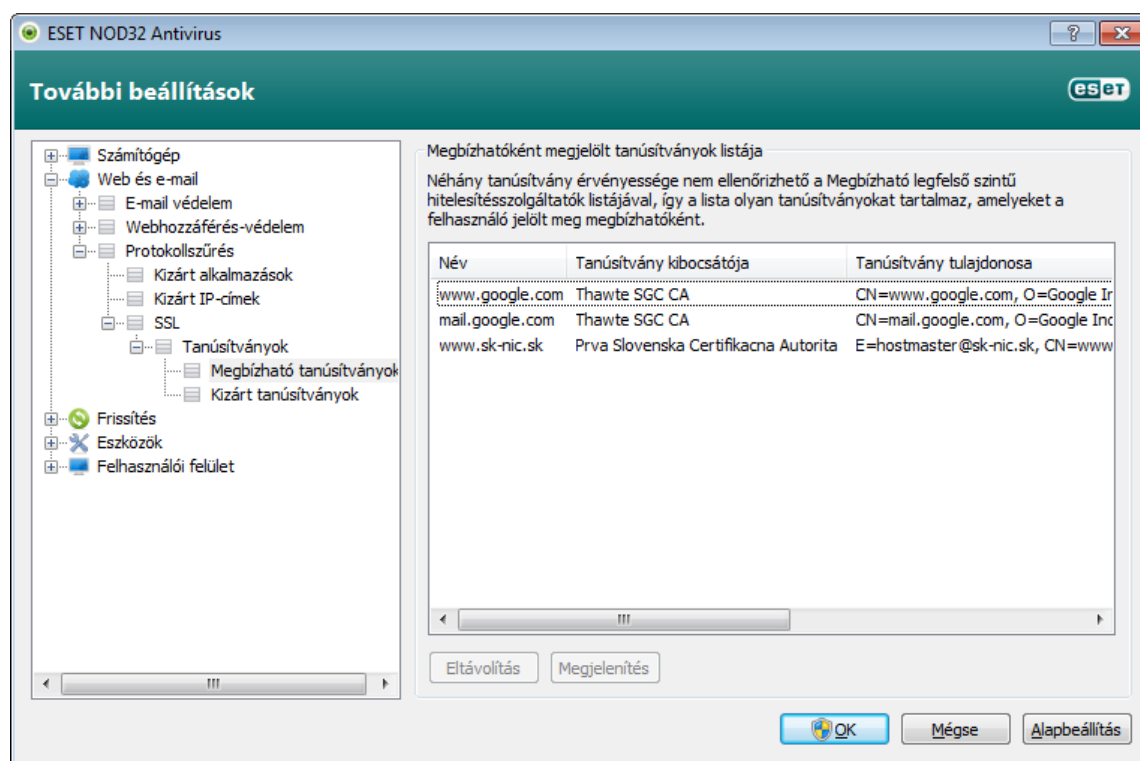 ESET NOD32 Antivirus
További beállítások
eseT
Számítógép
Web és e-mail
E-mail védelem
Webhozzáférés-védelem
Protokollszűrés
Kizárt alkalmazások
Kizárt IP-címek
SSL
Tanúsítványok
Megbízható tanúsítványok
Kizárt tanúsítványok
Frissítés
Eszközök
Felhasználói felület
Megbízhatóként megjelölt tanúsítványok listája
Néhány tanúsítvány érvényessége nem ellenőrizhető a Megbízható legfelső szintű
hitelesítésszolgáltatók listájával, így a lista olyan tanúsítványokat tartalmaz, amelyeket a
felhasználó jelölt meg megbízhatóként.
Név Tanúsítvány kibocsátója Tanúsítvány tulajdonosa
www.google.com Thawte SGC CA CN=www.google.com, O=Google Ir
mail.google.com Thawte SGC CA CN=mail.google.com, O=Google Inc
www.sk-nic.sk Prva Slovenska Certifikacna Autorita E=hostmaster@sk-nic.sk, CN=www
Eltávolítás Megjelenítés
OK Mégse Alapbeállítás